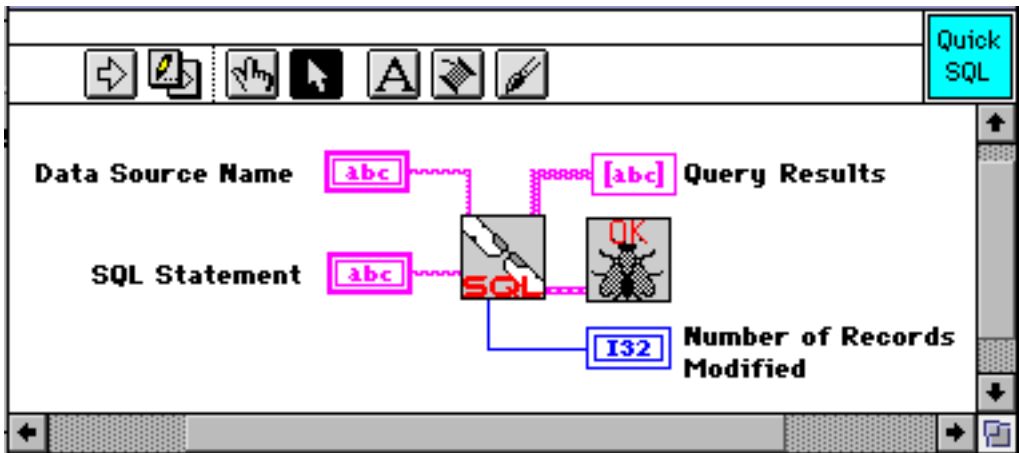 Quick
SQL
A
Data Source Name
abc
[abc]
Query Results
OK
SQL Statement
abc
SQL
I32
Number of Records
Modified